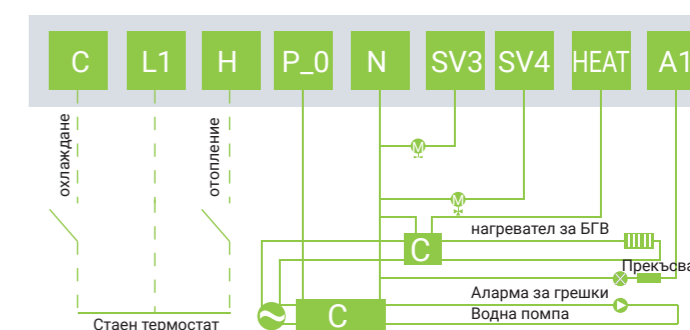 C L1 H P_0 N SV3 SV4 HEAT A1
охлаждане
отопление
M
M
нагревател за БГВ
C
Прекъсва
Аларма за грешки
Водна помпа
C
Стаен термостат